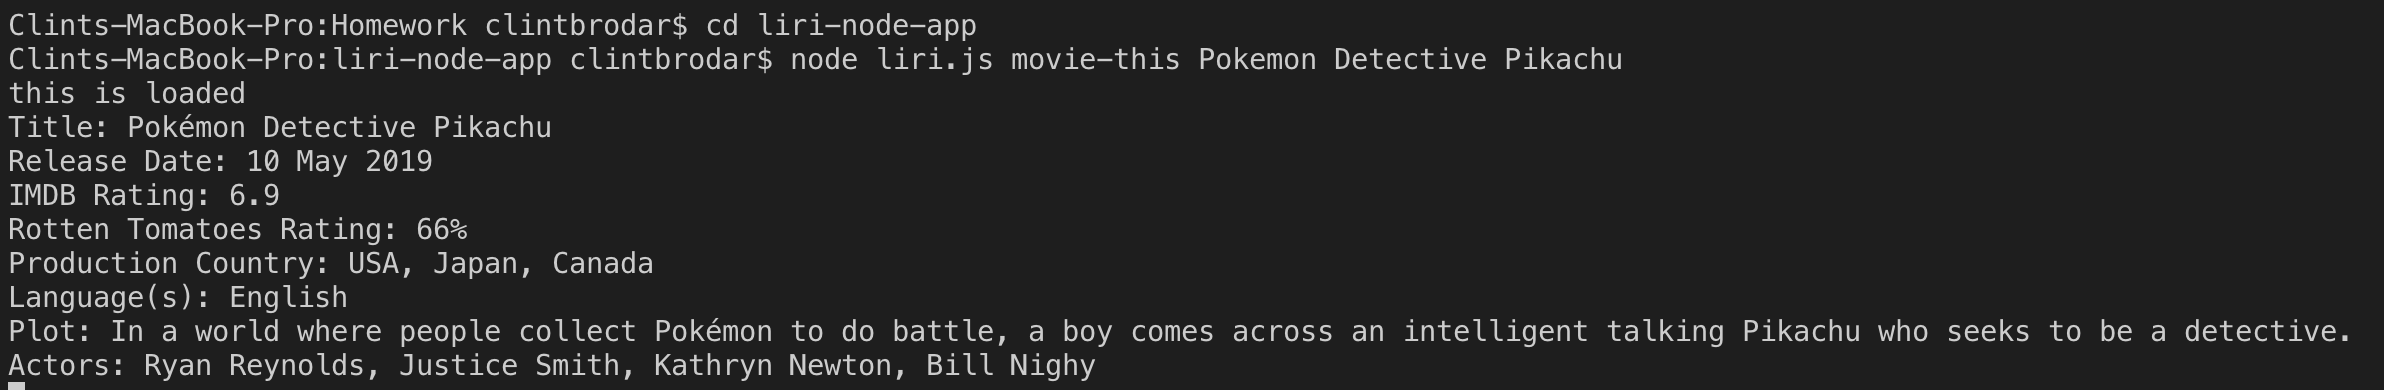 Clints-MacBook-Pro:Homework clintbrodar$ cd liri-node-app
Clints-MacBook-Pro:liri-node-app clintbrodar$ node liri.js movie-this Pokemon Detective Pikachu
this is loaded
Title: Pokémon Detective Pikachu
Release Date: 10 May 2019
IMDB Rating: 6.9
Rotten Tomatoes Rating: 66%
Production Country: USA, Japan, Canada
Language(s): English
Plot: In a world where people collect Pokémon to do battle, a boy comes across an intelligent talking Pikachu who seeks to be a detective.
Actors: Ryan Reynolds, Justice Smith, Kathryn Newton, Bill Nighy